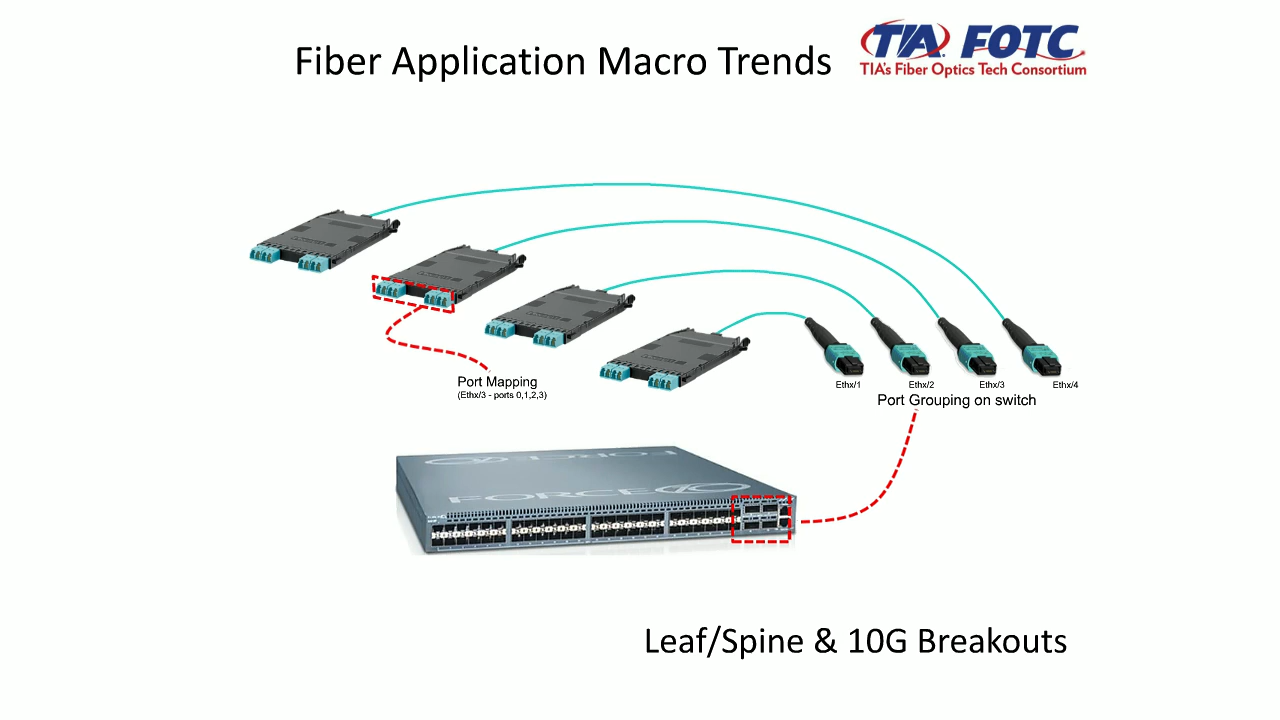 Fiber Application Macro Trends
TIA FOTC
TIA's Fiber Optics Tech Consortium
Ethx/1 Ethx/2 Ethx/3 Ethx/4
Port Mapping
(Ethx/3 - ports 0,1,2,3)
Port Grouping on switch
FORCE10
Leaf/Spine & 10G Breakouts